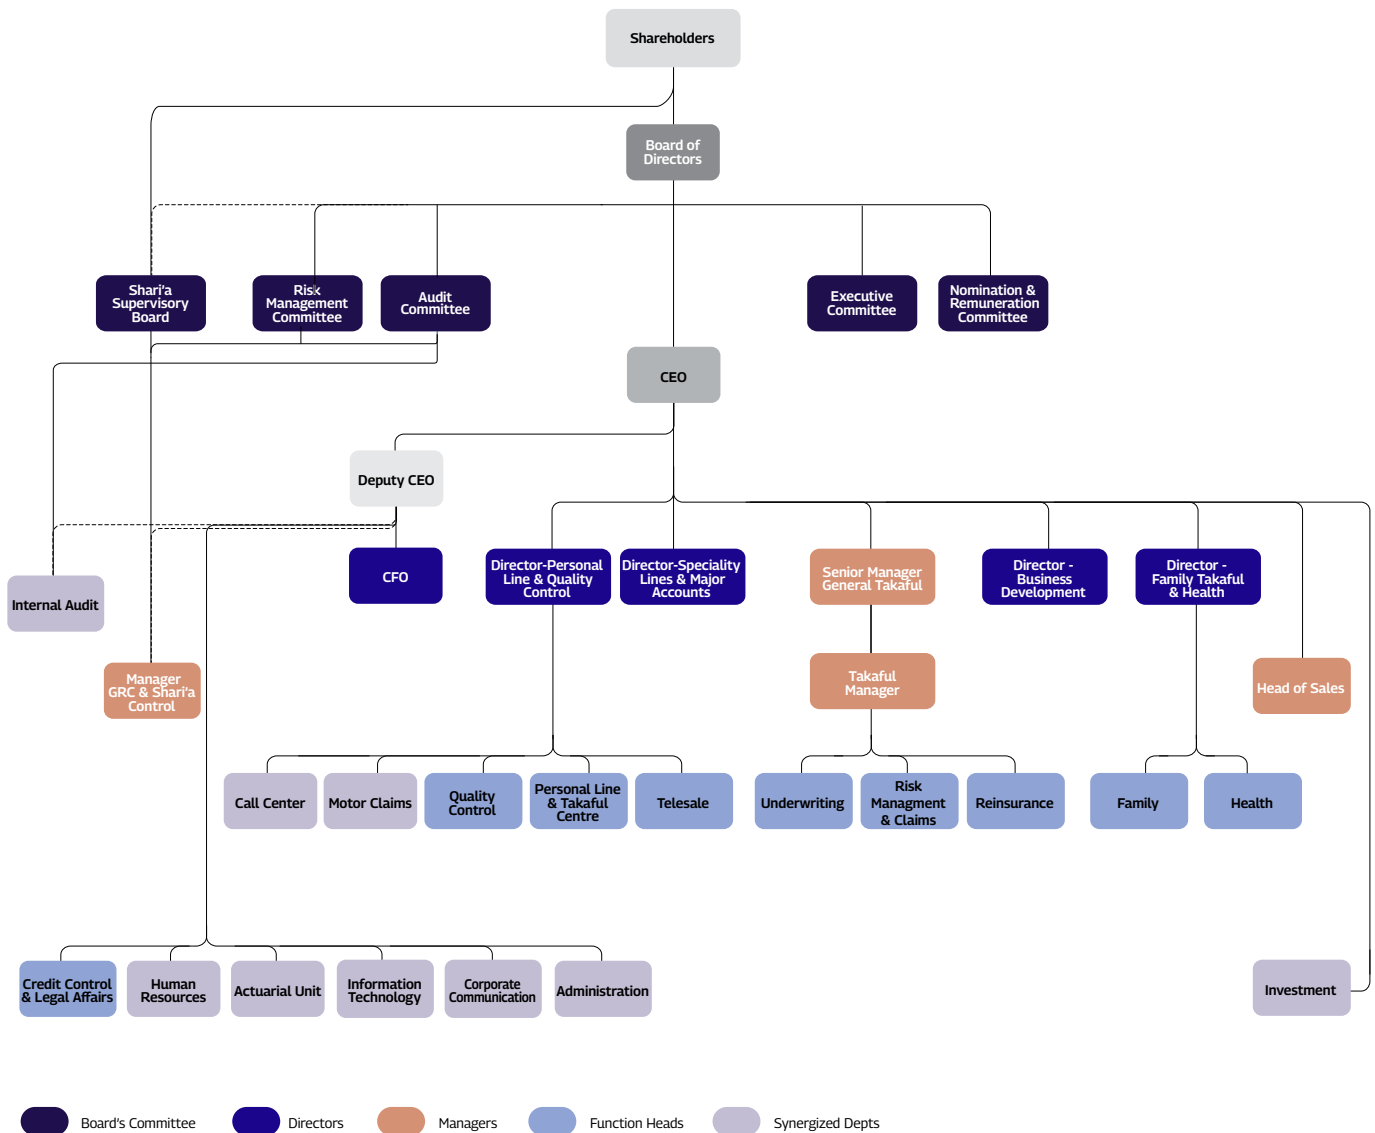 Shareholders
Board of
Directors
Shari'a
Supervisory
Board
Risk
Management
Committee
Audit
Committee
Executive
Committee
Nomination &
Remuneration
Committee
CEO
Deputy CEO
CFO
Director-Personal
Line & Quality
Control
Director-Speciality
Lines & Major
Accounts
Senior Manager
General Takaful
Director -
Business
Development
Director -
Family Takaful
& Health
Internal Audit
Manager
GRC & Shari'a
Control
Takaful
Manager
Head of Sales
Call Center
Motor Claims
Quality
Control
Personal Line
& Takaful
Centre
Telesale
Underwriting
Risk
Managment
& Claims
Reinsurance
Family
Health
Credit Control
& Legal Affairs
Human
Resources
Actuarial Unit
Information
Technology
Corporate
Communication
Administration
Investment
Board's Committee
Directors
Managers
Function Heads
Synergized Depts